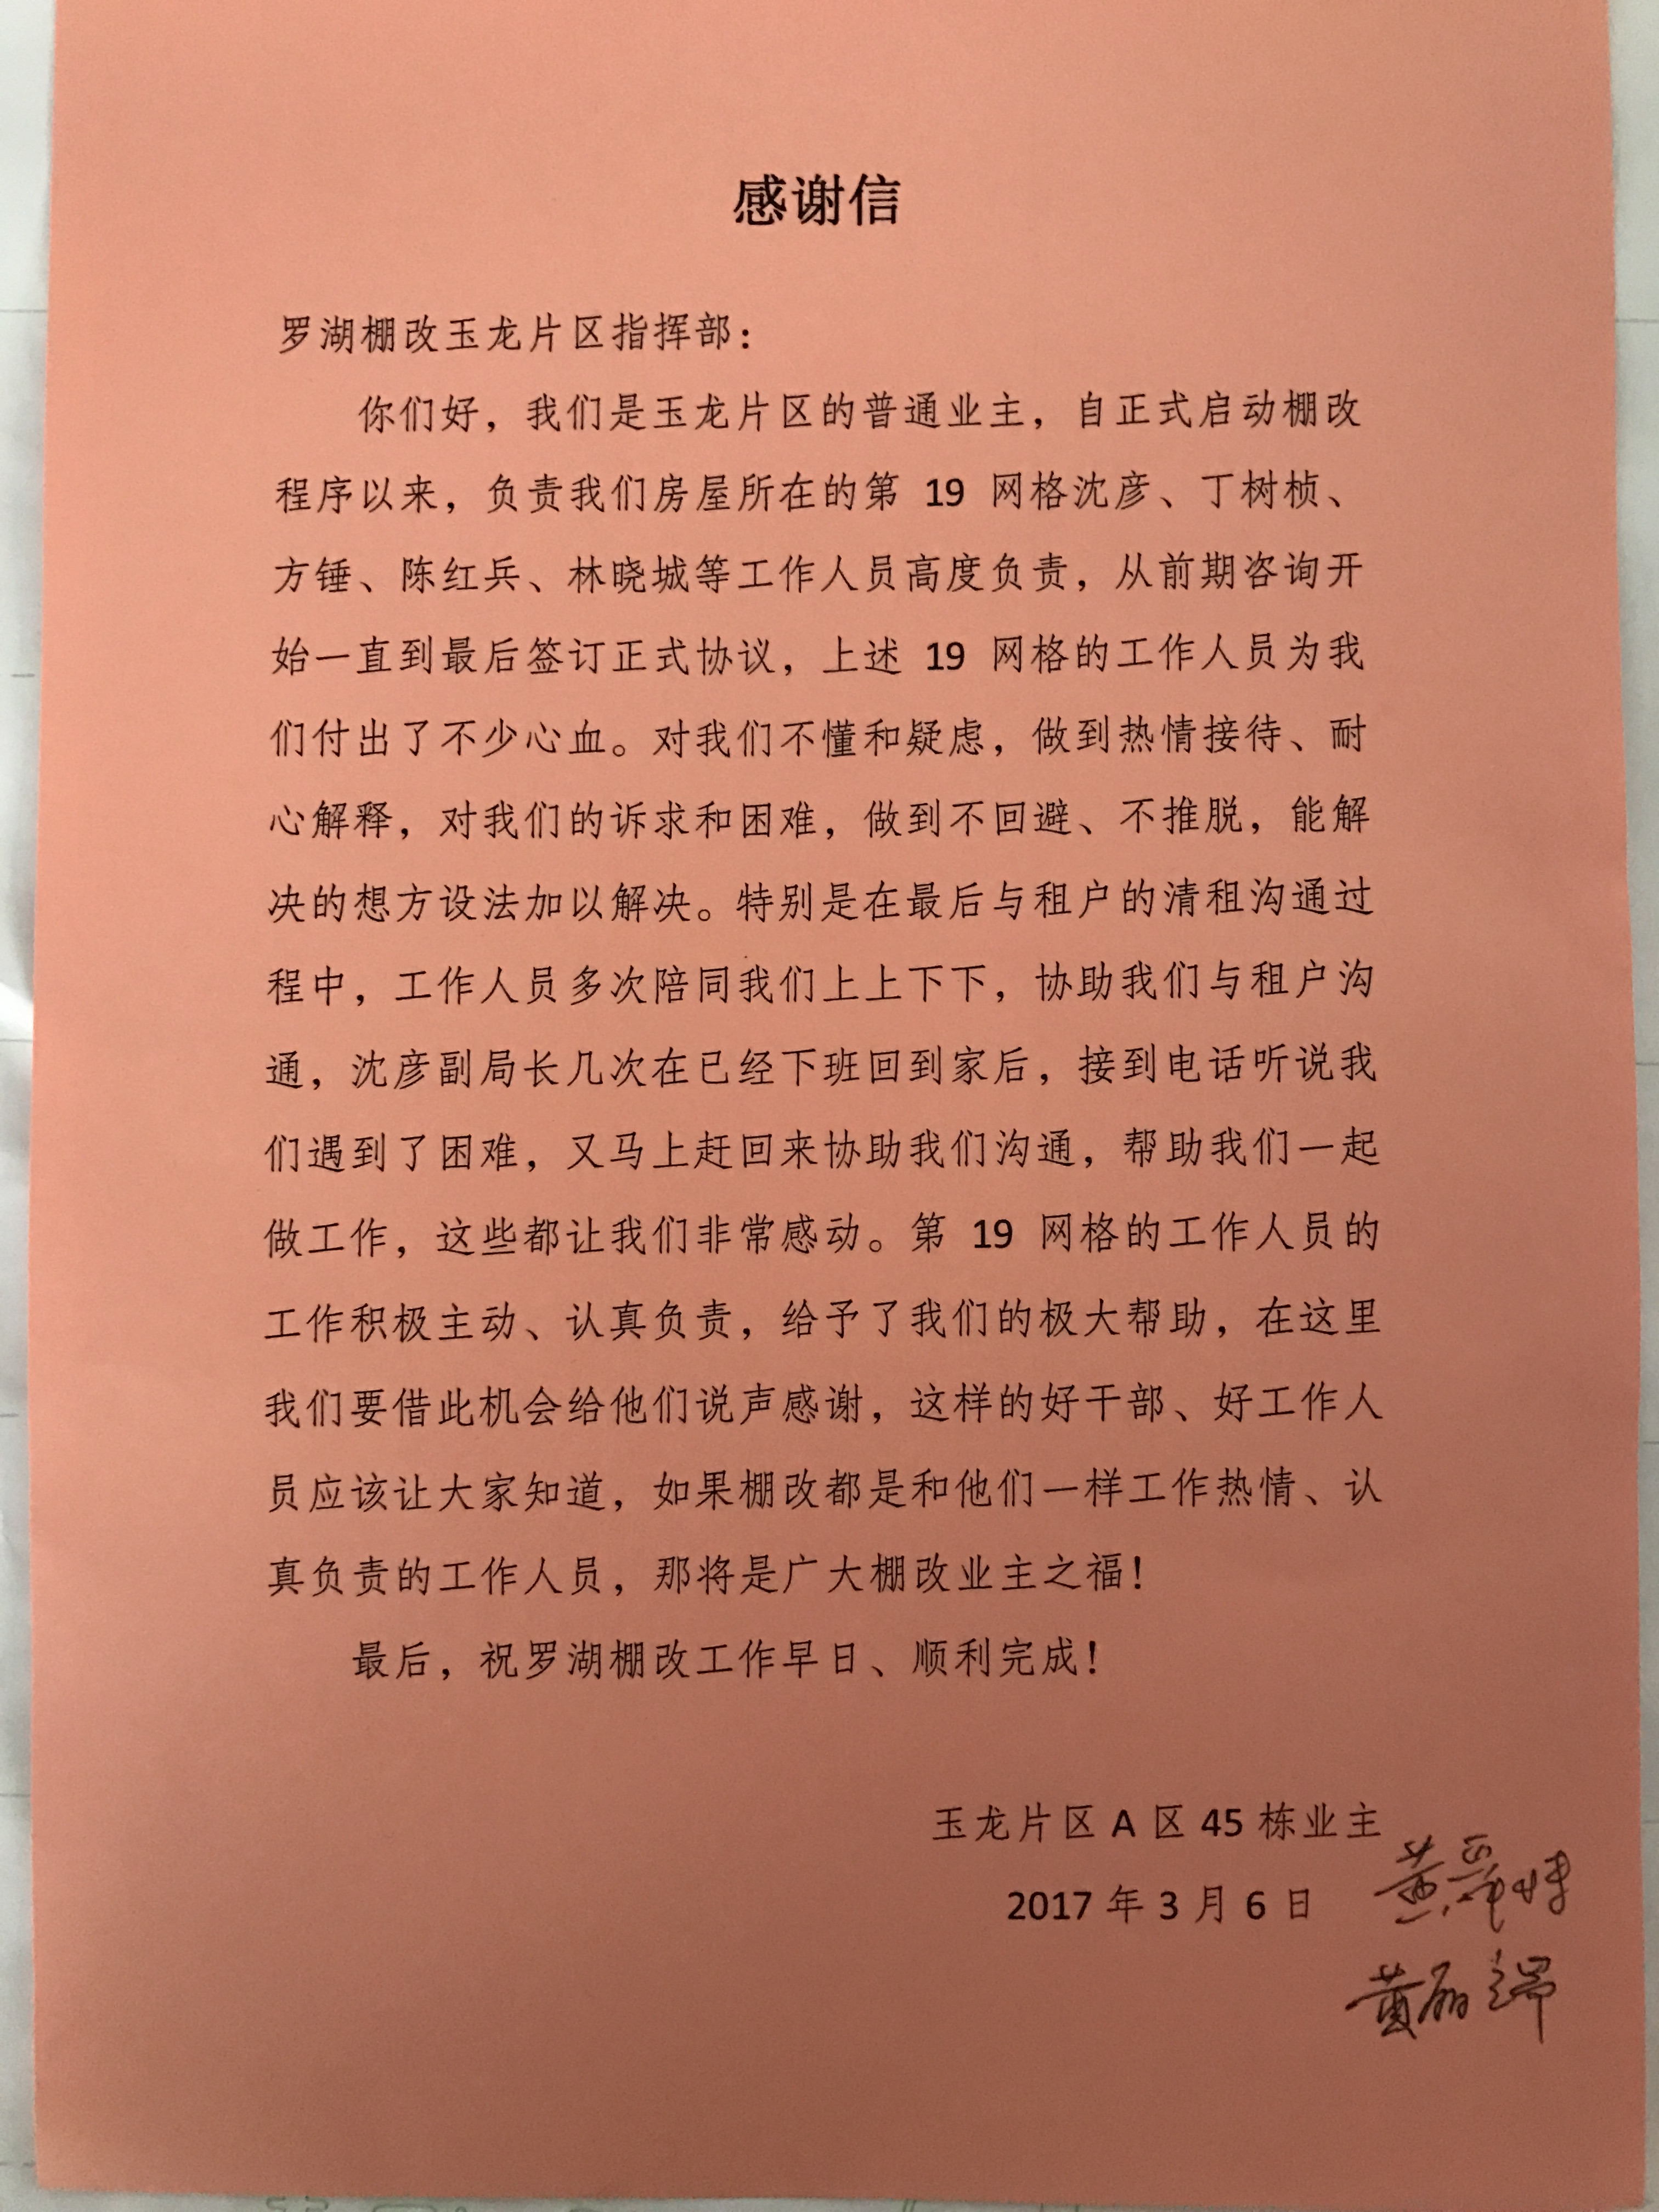 感谢信
罗湖棚改玉龙片区指挥部：
你们好，我们是玉龙片区的普通业主，自正式启动棚改
程序以来，负责我们房屋所在的第 19 网格沈彦、丁树桢、
方锤、陈红兵、林晓城等工作人员高度负责，从前期咨询开
始一直到最后签订正式协议，上述 19 网格的工作人员为我
们付出了不少心血。对我们不懂和疑虑，做到热情接待、耐
心解释，对我们的诉求和困难，做到不回避、不推脱，能解
决的想方设法加以解决。特别是在最后与租户的清租沟通过
程中，工作人员多次陪同我们上上下下，协助我们与租户沟
通，沈彦副局长几次在已经下班回到家后，接到电话听说我
们遇到了困难，又马上赶回来协助我们沟通，帮助我们一起
做工作，这些都让我们非常感动。第 19 网格的工作人员的
工作积极主动、认真负责，给予了我们的极大帮助，在这里
我们要借此机会给他们说声感谢，这样的好干部、好工作人
员应该让大家知道，如果棚改都是和他们一样工作热情、认
真负责的工作人员，那将是广大棚改业主之福！
最后，祝罗湖棚改工作早日、顺利完成！
玉龙片区 A 区 45 栋业主
2017 年 3 月 6 日
黄丽端